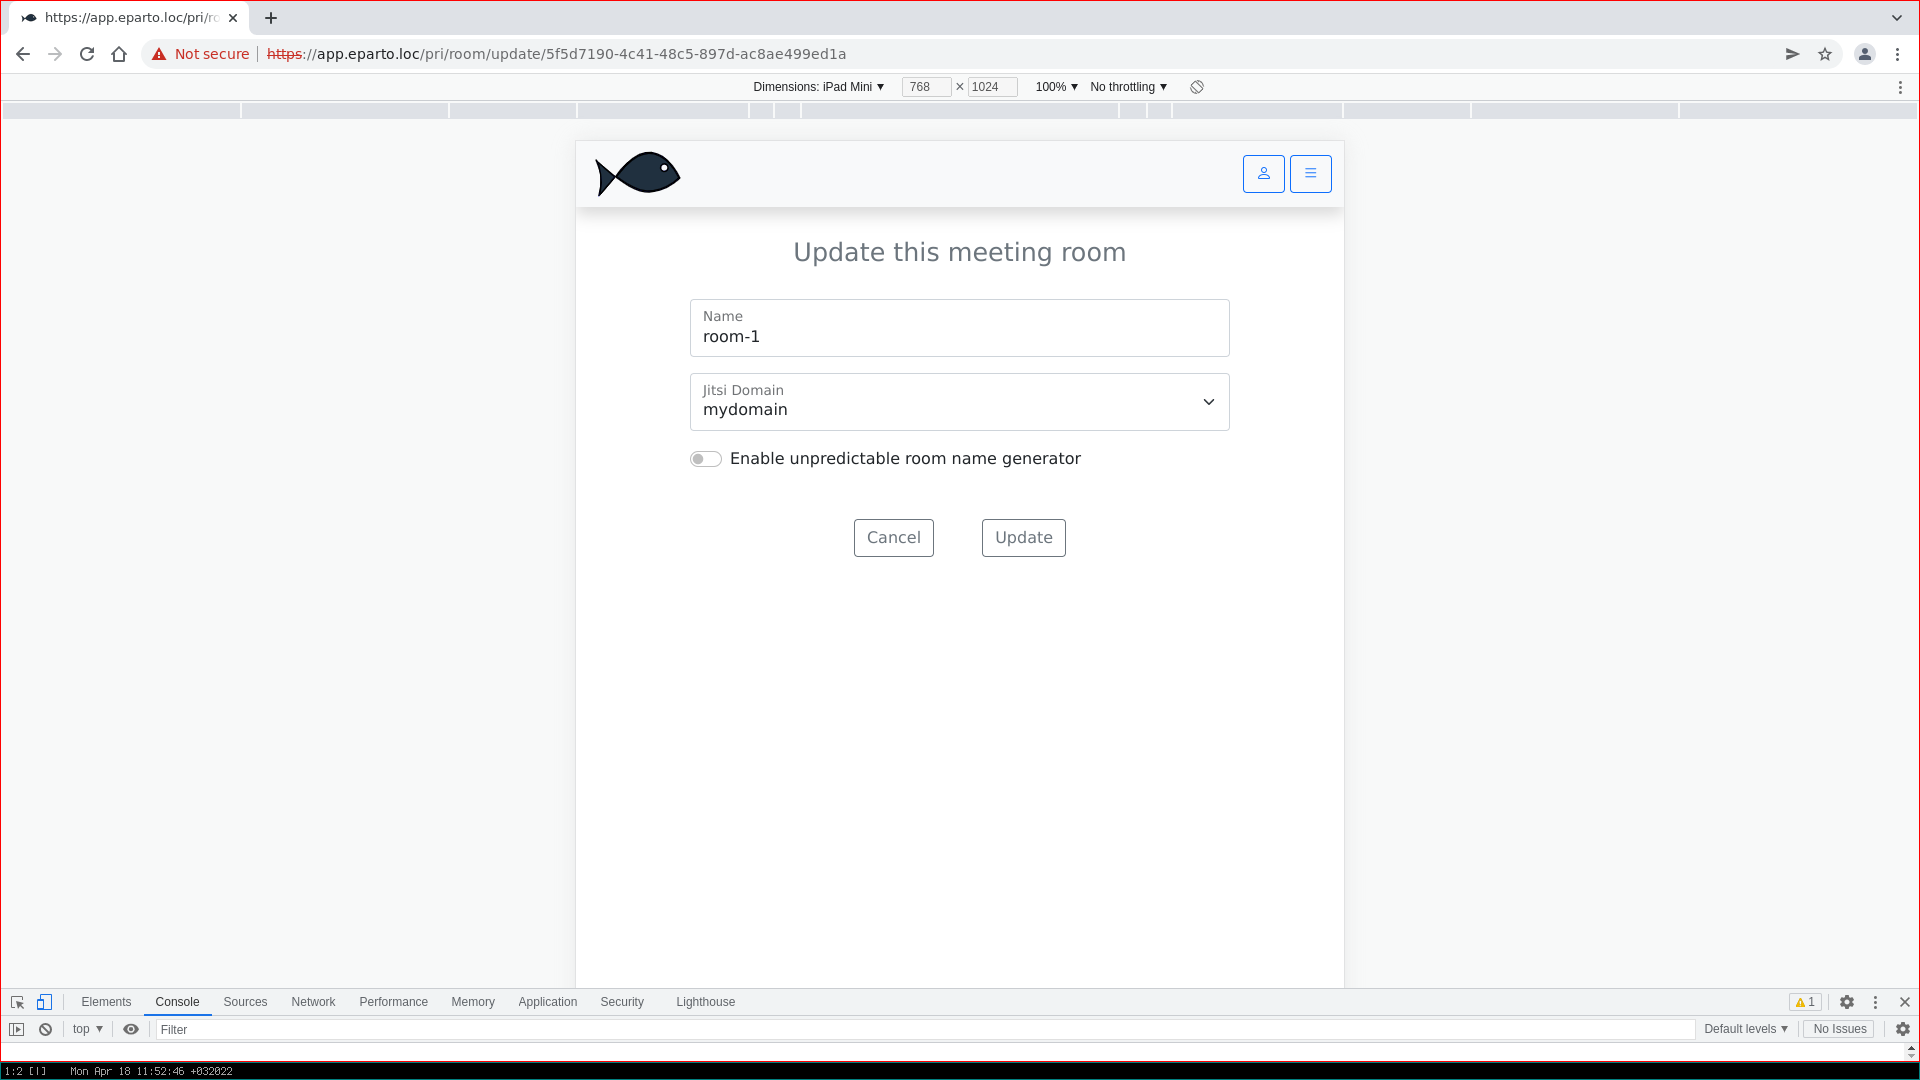 https://app.eparto.loc/pri/ro
Not secure https://app.eparto.loc/pri/room/update/5f5d7190-4c41-48c5-897d-ac8ae499ed1a
Dimensions: iPad Mini ▼ 768 × 1024 100% ▼ No throttling ▼
Update this meeting room
Name
room-1
Jitsi Domain
mydomain
Enable unpredictable room name generator
Cancel Update
Elements Console Sources Network Performance Memory Application Security Lighthouse 1
top ▼ Filter Default levels ▼ No Issues
1:2 [|] Mon Apr 18 11:52:46 +032022